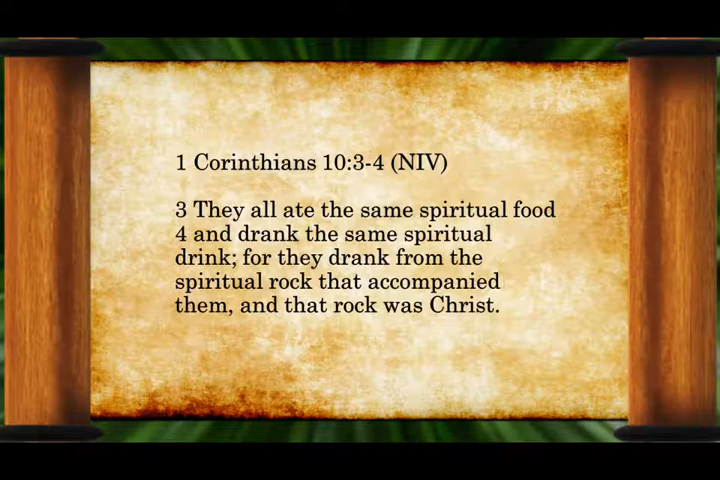 1 Corinthians 10:3-4 (NIV)
3 They all ate the same spiritual food
4 and drank the same spiritual
drink; for they drank from the
spiritual rock that accompanied
them, and that rock was Christ.